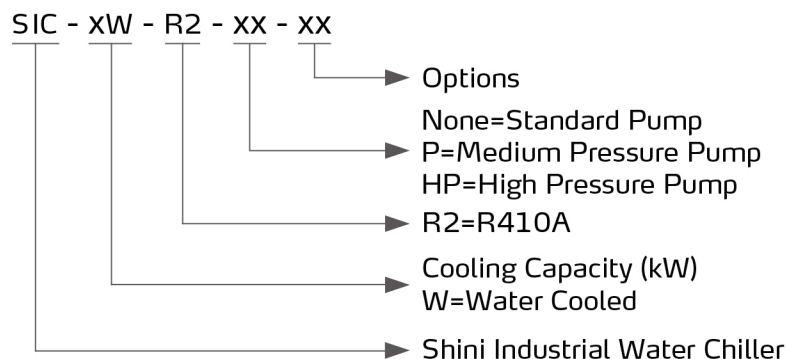 SIC - xW - R2 - xx - xx
Options
None=Standard Pump
P=Medium Pressure Pump
HP=High Pressure Pump
R2=R410A
Cooling Capacity (kW)
W=Water Cooled
Shini Industrial Water Chiller